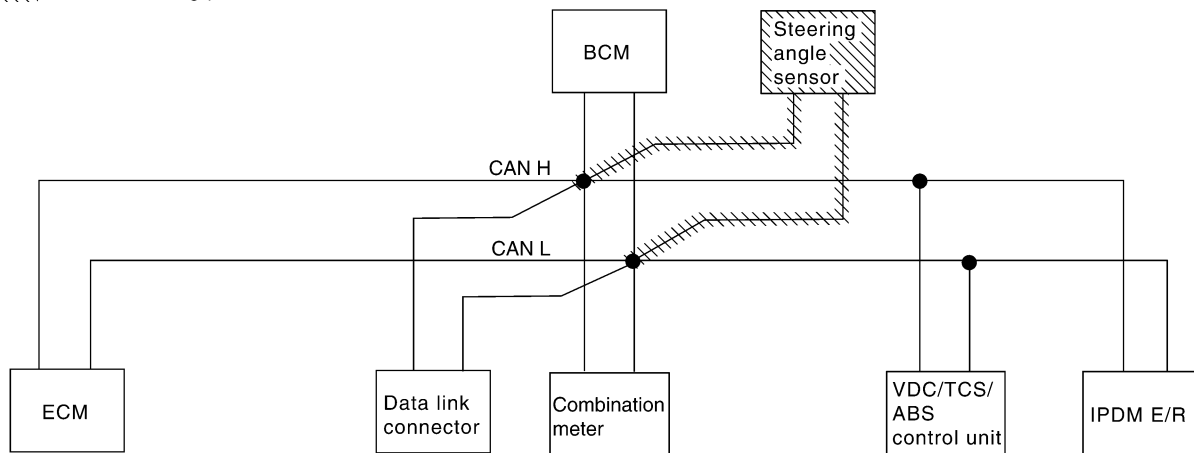 BCM
Steering
angle
sensor
CAN H
CAN L
ECM
Data link
connector
Combination
meter
VDC/TCS/
ABS
control unit
IPDM E/R